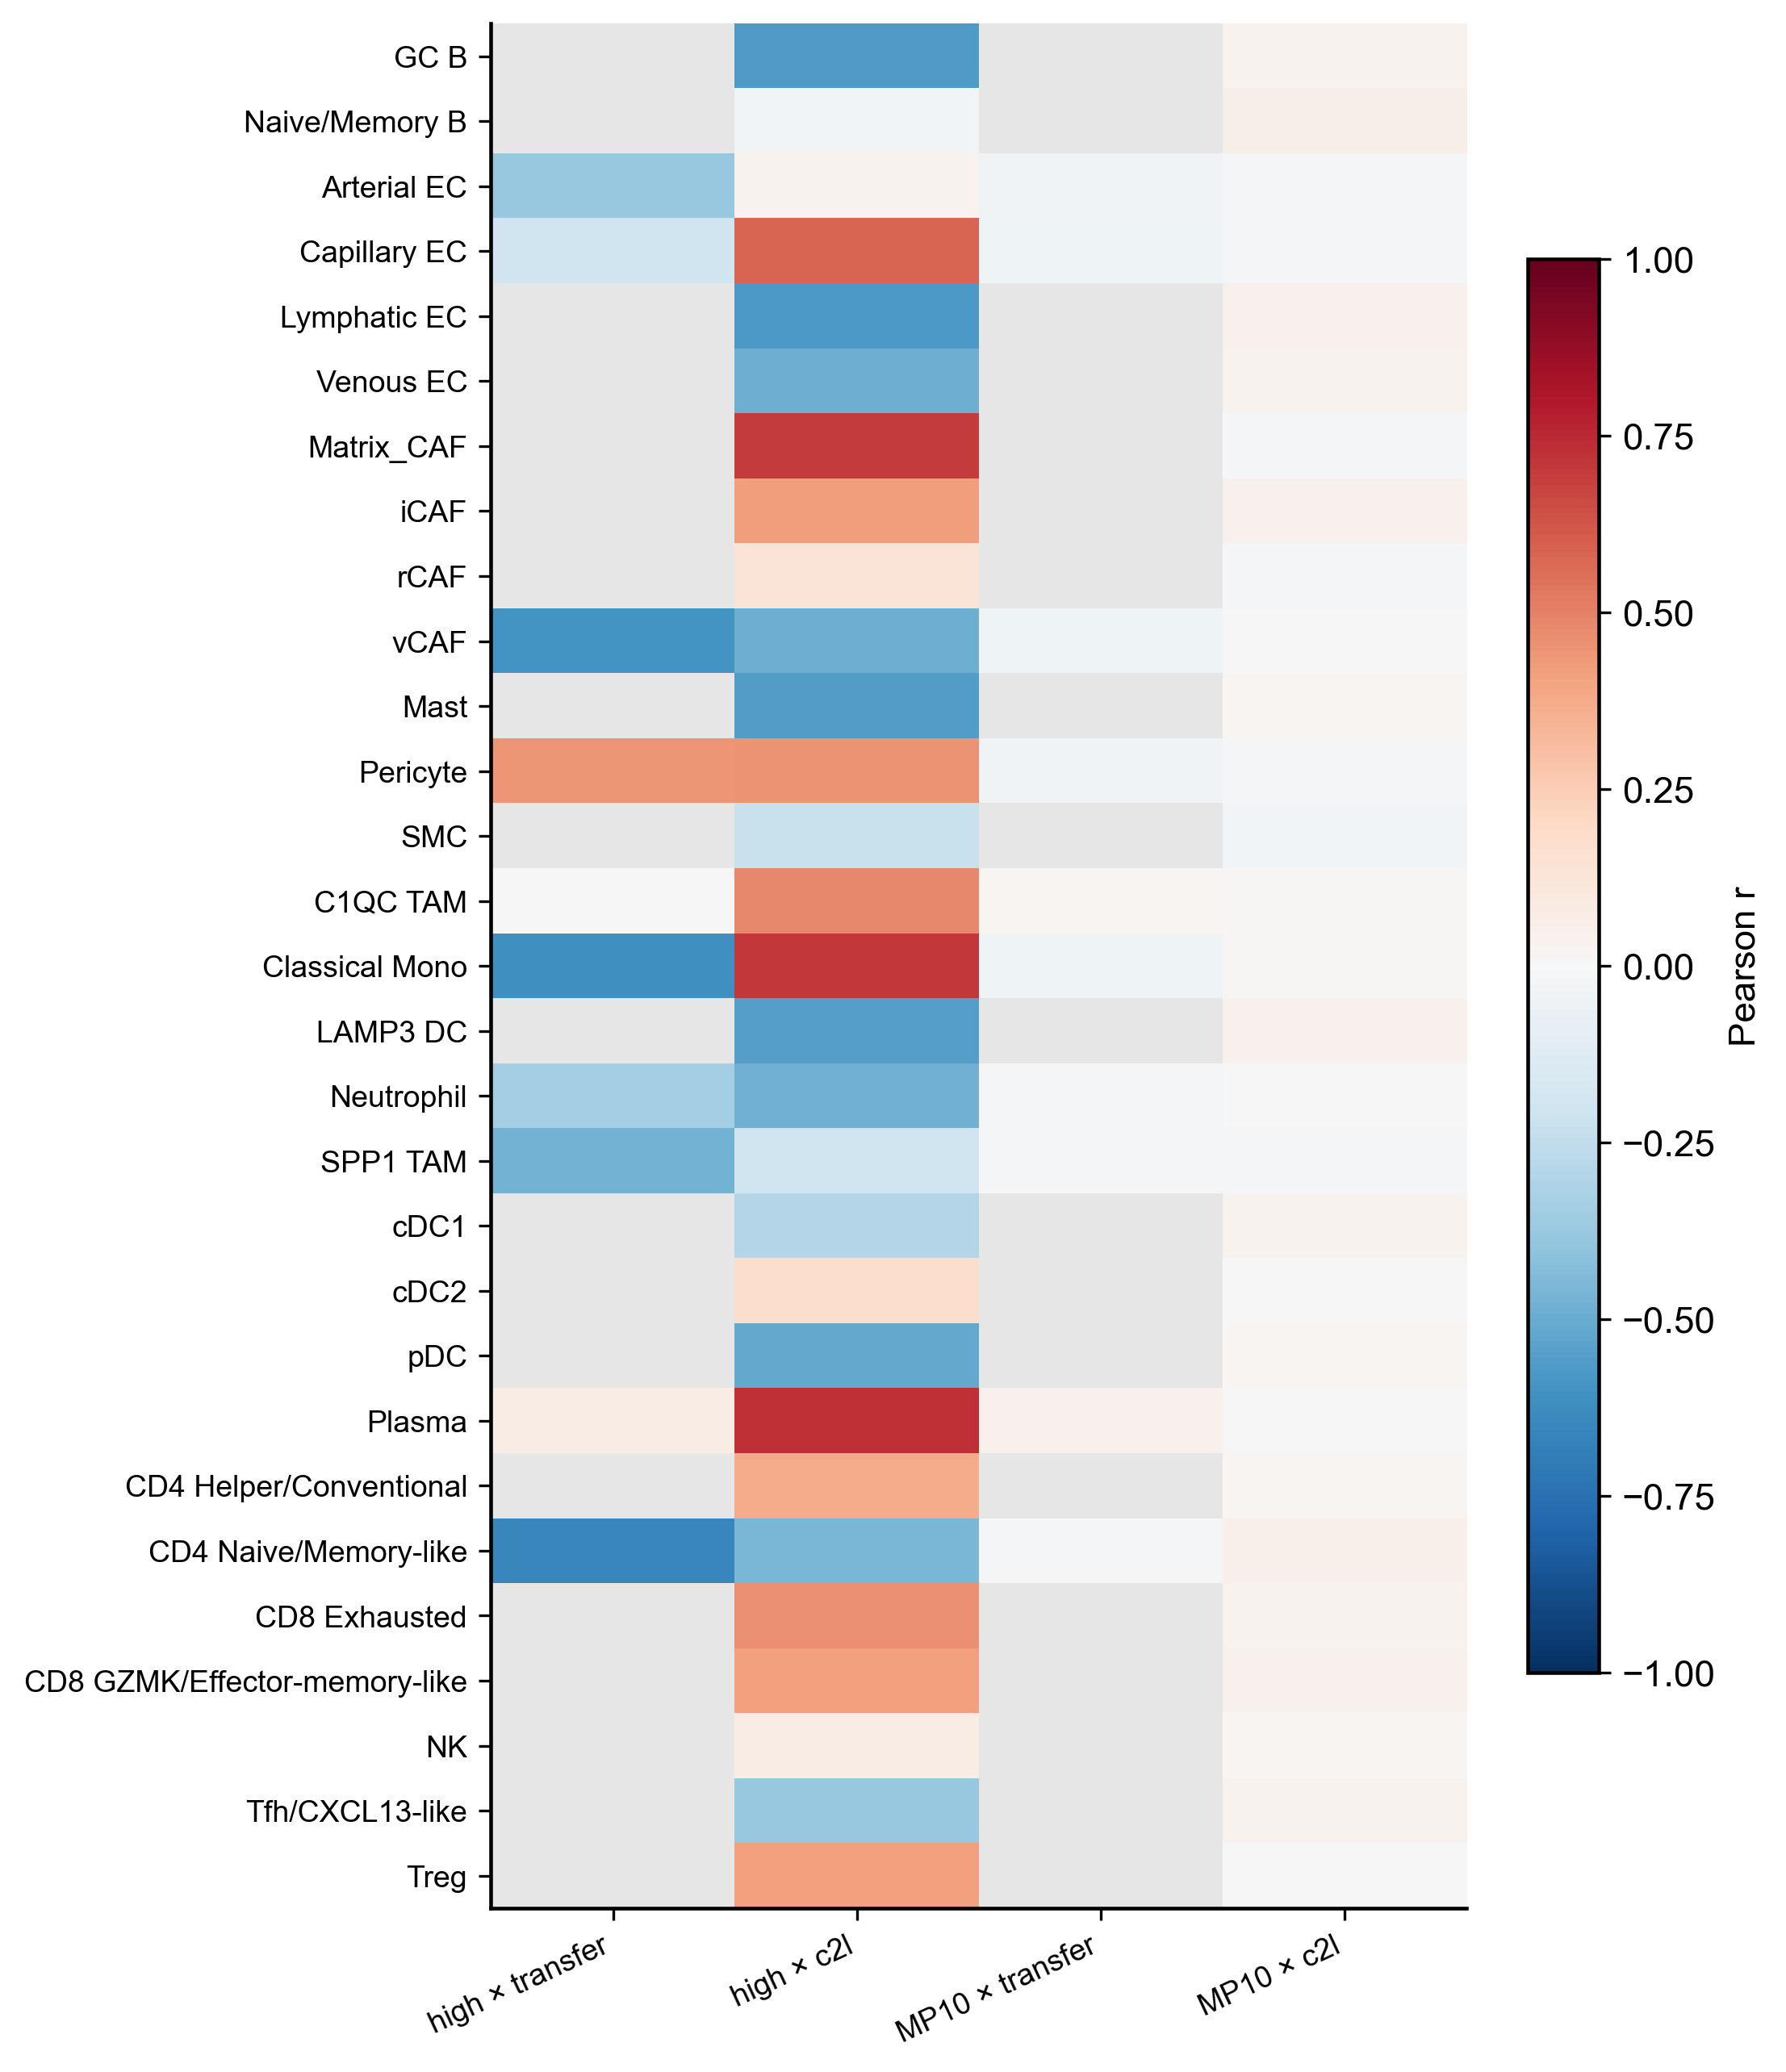 GC B
Naive/Memory B
Arterial EC
Capillary EC
Lymphatic EC
Venous EC
Matrix_CAF
iCAF
rCAF
vCAF
Mast
Pericyte
SMC
C1QC TAM
Classical Mono
LAMP3 DC
Neutrophil
SPP1 TAM
cDC1
cDC2
pDC
Plasma
CD4 Helper/Conventional
CD4 Naive/Memory-like
CD8 Exhausted
CD8 GZMK/Effector-memory-like
NK
Tfh/CXCL13-like
Treg
high × transfer
high × c2l
MP10 × transfer
MP10 × c2l
1.00
0.75
0.50
0.25
0.00
−0.25
−0.50
−0.75
−1.00
Pearson r